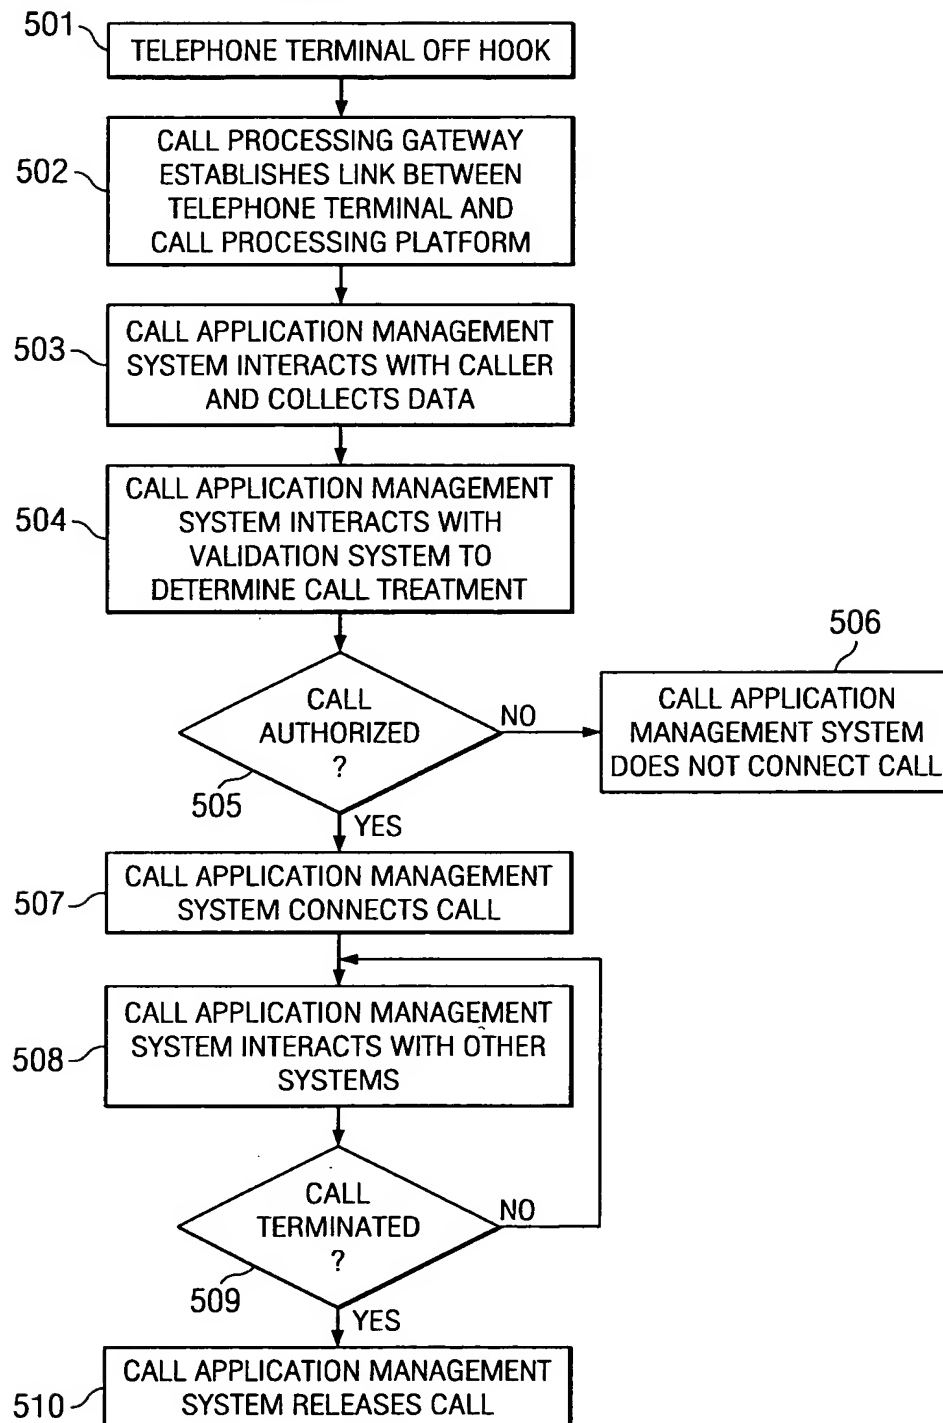 501
TELEPHONE TERMINAL OFF HOOK
502
CALL PROCESSING GATEWAY
ESTABLISHES LINK BETWEEN
TELEPHONE TERMINAL AND
CALL PROCESSING PLATFORM
503
CALL APPLICATION MANAGEMENT
SYSTEM INTERACTS WITH CALLER
AND COLLECTS DATA
504
CALL APPLICATION MANAGEMENT
SYSTEM INTERACTS WITH
VALIDATION SYSTEM TO
DETERMINE CALL TREATMENT
CALL
AUTHORIZED
?
505
NO
506
CALL APPLICATION
MANAGEMENT SYSTEM
DOES NOT CONNECT CALL
YES
507
CALL APPLICATION MANAGEMENT
SYSTEM CONNECTS CALL
508
CALL APPLICATION MANAGEMENT
SYSTEM INTERACTS WITH OTHER
SYSTEMS
CALL
TERMINATED
?
509
NO
YES
510
CALL APPLICATION MANAGEMENT
SYSTEM RELEASES CALL